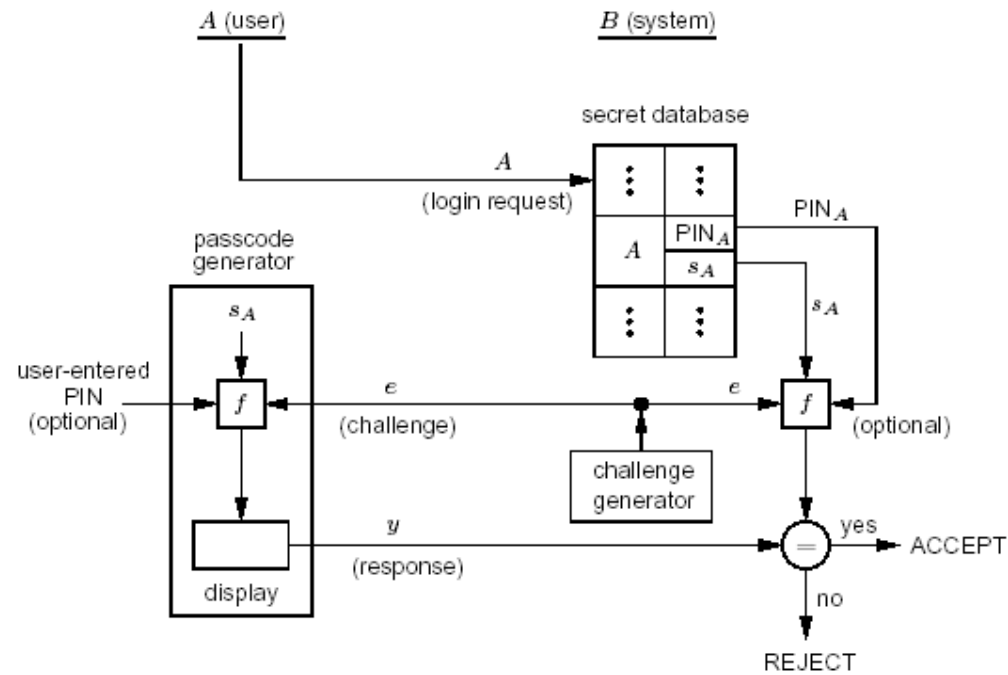 A (user)
B (system)
secret database
A
(login request)
PIN_A
A
PIN_A
s_A
s_A
passcode
generator
s_A
user-entered
PIN
(optional)
f
e
(challenge)
e
f
(optional)
challenge
generator
y
(response)
=
yes
ACCEPT
display
no
REJECT